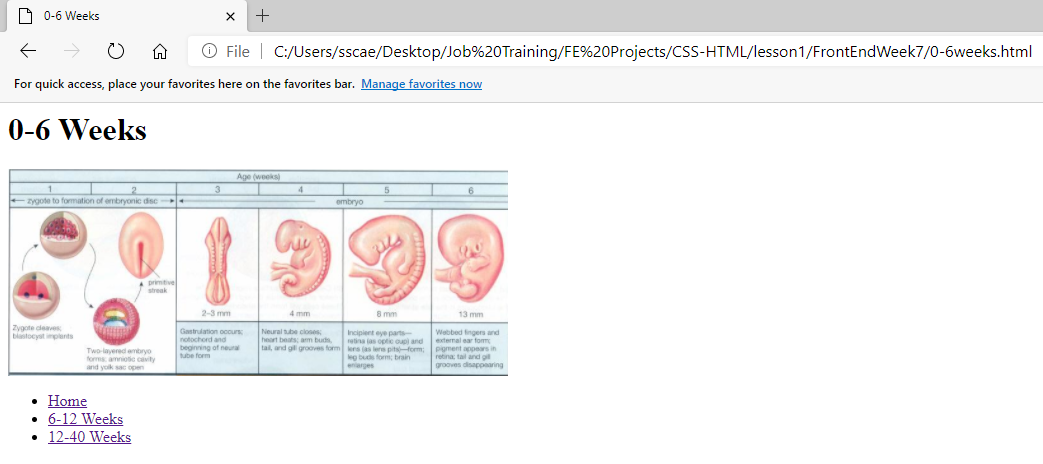 0-6 Weeks
File C:/Users/sscae/Desktop/Job%20Training/FE%20Projects/CSS-HTML/lesson1/FrontEndWeek7/0-6weeks.html
For quick access, place your favorites here on the favorites bar. Manage favorites now
0-6 Weeks
Age (weeks)
1 2 3 4 5 6
zygote to formation of embryonic disc embryo
primitive
streak
2-3 mm 4 mm 8 mm 13 mm
Zygote cleaves;
blastocyst implants
Two-layered embryo
forms; amniotic cavity
and yolk sac open
Gastrulation occurs;
notochord and
beginning of neural
tube form
Neural tube closes;
heart beats; arm buds,
tail, and gill grooves form
Incipient eye parts—
retina (as optic cup) and
lens (as lens pits)—form;
leg buds form; brain
enlarges
Webbed fingers and
external ear form;
pigment appears in
retina; tail and gill
grooves disappearing
Home
6-12 Weeks
12-40 Weeks